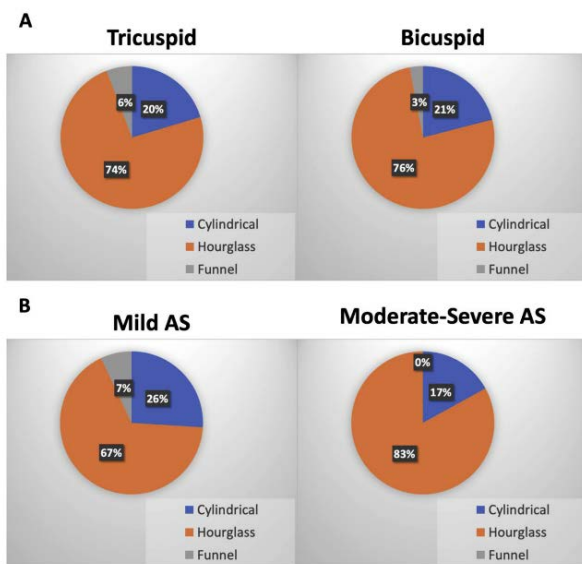 A
Tricuspid
Bicuspid
6%
20%
74%
3%
21%
76%
Cylindrical
Hourglass
Funnel
Cylindrical
Hourglass
Funnel
B
Mild AS
Moderate-Severe AS
7%
26%
67%
0%
17%
83%
Cylindrical
Hourglass
Funnel
Cylindrical
Hourglass
Funnel